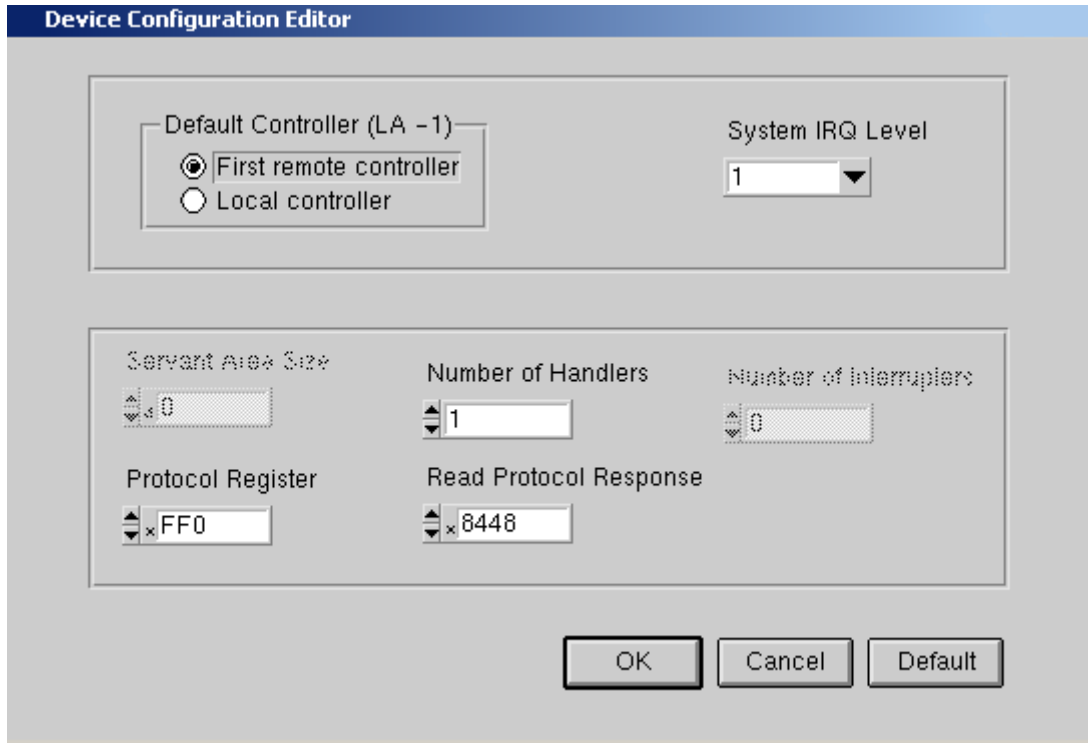 Device Configuration Editor
Default Controller (LA -1)
First remote controller
Local controller
System IRQ Level
1
Servant Area Size
d 0
Number of Handlers
1
Number of Interrupters
0
Protocol Register
x FF0
Read Protocol Response
x 8448
OK
Cancel
Default